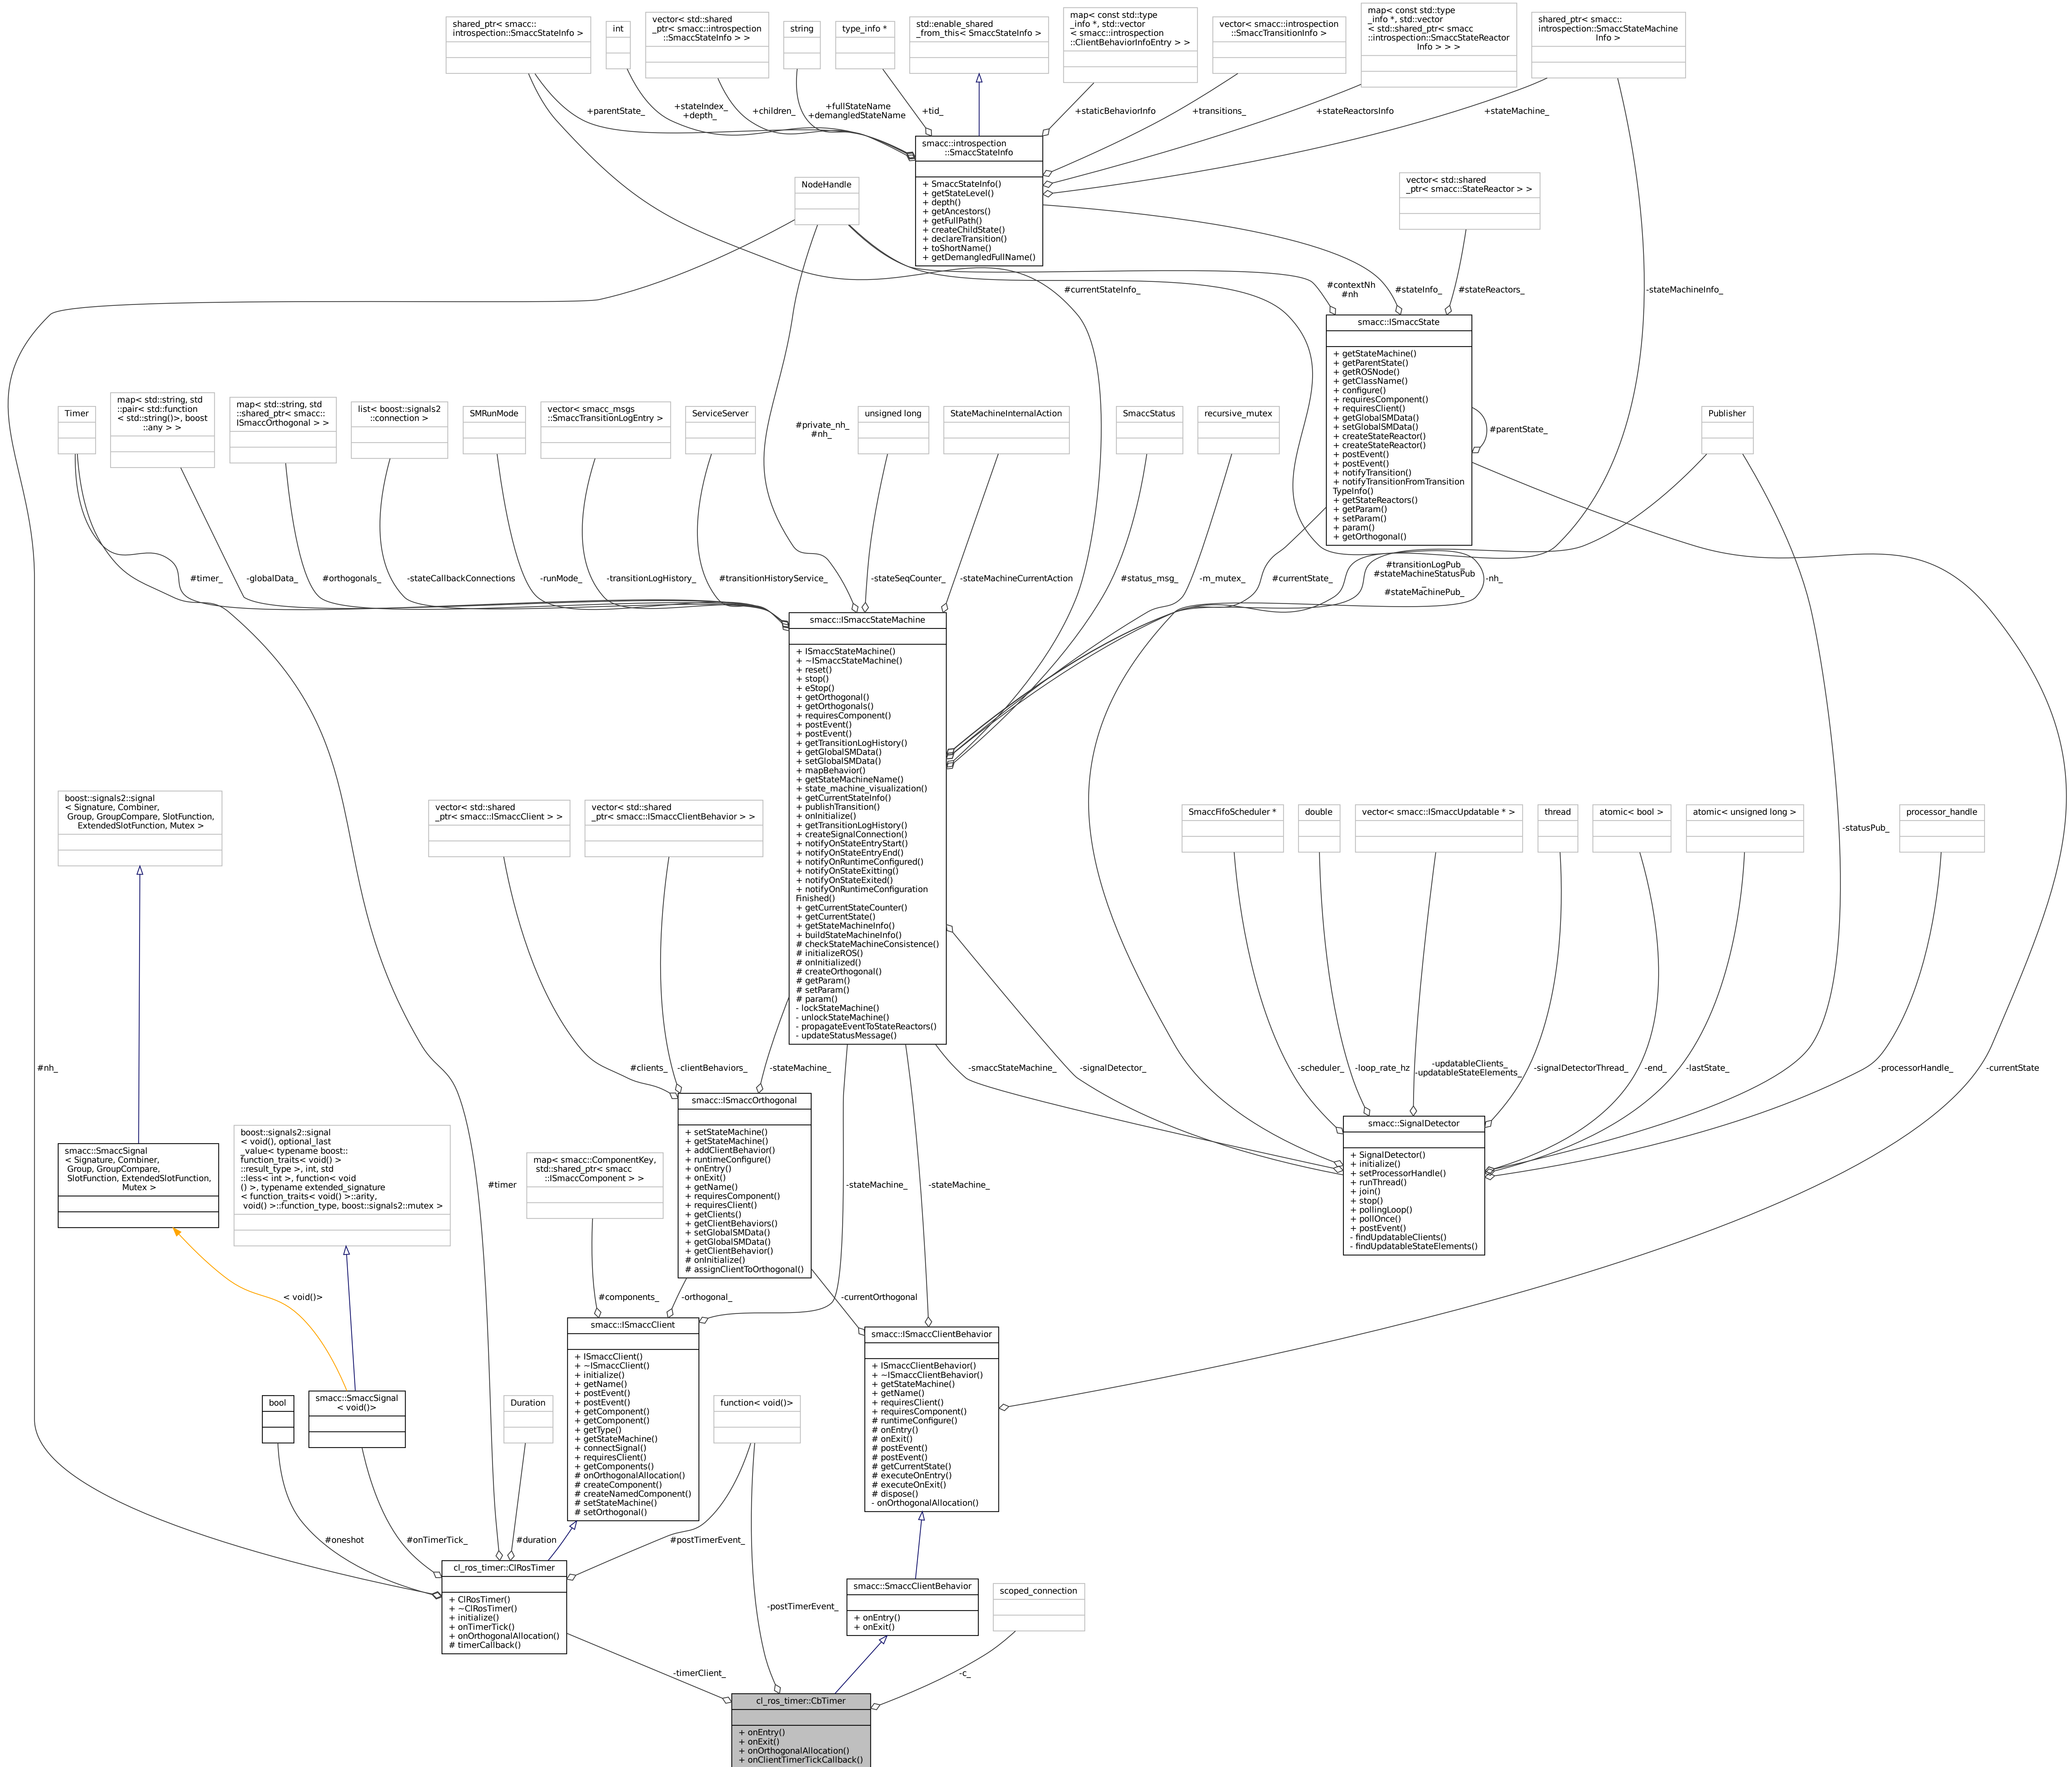 shared_ptr< smacc::
introspection::SmaccStateInfo >
int
vector< std::shared
_ptr< smacc::introspection
::SmaccStateInfo > >
string
type_info *
std::enable_shared
_from_this< SmaccStateInfo >
map< const std::type
_info *, std::vector
< smacc::introspection
::ClientBehaviorInfoEntry > >
vector< smacc::introspection
::SmaccTransitionInfo >
map< const std::type
_info *, std::vector
< std::shared_ptr< smacc
::introspection::SmaccStateReactor
Info > > >
shared_ptr< smacc::
introspection::SmaccStateMachine
Info >
+parentState_
+stateIndex_
+depth_
+children_
+fullStateName
+demangledStateName
+tid_
+staticBehaviorInfo
+transitions_
+stateReactorsInfo
+stateMachine_
smacc::introspection
::SmaccStateInfo
+ SmaccStateInfo()
+ getStateLevel()
+ depth()
+ getAncestors()
+ getFullPath()
+ createChildState()
+ declareTransition()
+ toShortName()
+ getDemangledFullName()
NodeHandle
vector< std::shared
_ptr< smacc::StateReactor > >
#currentStateInfo_
#contextNh
#nh
#stateInfo_
#stateReactors_
-stateMachineInfo_
smacc::ISmaccState
+ getStateMachine()
+ getParentState()
+ getROSNode()
+ getClassName()
+ configure()
+ requiresComponent()
+ requiresClient()
+ getGlobalSMData()
+ setGlobalSMData()
+ createStateReactor()
+ createStateReactor()
+ postEvent()
+ postEvent()
+ notifyTransition()
+ notifyTransitionFromTransition
TypeInfo()
+ getStateReactors()
+ getParam()
+ setParam()
+ param()
+ getOrthogonal()
#parentState_
Timer
map< std::string, std
::pair< std::function
< std::string()>, boost
::any > >
map< std::string, std
::shared_ptr< smacc::
ISmaccOrthogonal > >
list< boost::signals2
::connection >
SMRunMode
vector< smacc_msgs
::SmaccTransitionLogEntry >
ServiceServer
#private_nh_
#nh_
unsigned long
StateMachineInternalAction
SmaccStatus
recursive_mutex
Publisher
#timer_
-globalData_
#orthogonals_
-stateCallbackConnections
-runMode_
-transitionLogHistory_
#transitionHistoryService_
-stateSeqCounter_
-stateMachineCurrentAction
#status_msg_
-m_mutex_
#currentState_
#transitionLogPub_
#stateMachineStatusPub
_
#stateMachinePub_
-nh_
smacc::ISmaccStateMachine
+ ISmaccStateMachine()
+ ~ISmaccStateMachine()
+ reset()
+ stop()
+ eStop()
+ getOrthogonal()
+ getOrthogonals()
+ requiresComponent()
+ postEvent()
+ postEvent()
+ getTransitionLogHistory()
+ getGlobalSMData()
+ setGlobalSMData()
+ mapBehavior()
+ getStateMachineName()
+ state_machine_visualization()
+ getCurrentStateInfo()
+ publishTransition()
+ onInitialize()
+ getTransitionLogHistory()
+ createSignalConnection()
+ notifyOnStateEntryStart()
+ notifyOnStateEntryEnd()
+ notifyOnRuntimeConfigured()
+ notifyOnStateExitting()
+ notifyOnStateExited()
+ notifyOnRuntimeConfiguration
Finished()
+ getCurrentStateCounter()
+ getCurrentState()
+ getStateMachineInfo()
+ buildStateMachineInfo()
# checkStateMachineConsistence()
# initializeROS()
# onInitialized()
# createOrthogonal()
# getParam()
# setParam()
# param()
- lockStateMachine()
- unlockStateMachine()
- propagateEventToStateReactors()
- updateStatusMessage()
boost::signals2::signal
< Signature, Combiner,
Group, GroupCompare, SlotFunction,
ExtendedSlotFunction, Mutex >
vector< std::shared
_ptr< smacc::ISmaccClient > >
vector< std::shared
_ptr< smacc::ISmaccClientBehavior > >
SmaccFifoScheduler *
double
vector< smacc::ISmaccUpdatable * >
thread
atomic< bool >
atomic< unsigned long >
-statusPub_
processor_handle
#nh_
#clients_
-clientBehaviors_
-stateMachine_
-smaccStateMachine_
-signalDetector_
-scheduler_
-loop_rate_hz
-updatableClients_
-updatableStateElements_
-signalDetectorThread_
-end_
-lastState_
-processorHandle_
-currentState
smacc::ISmaccOrthogonal
+ setStateMachine()
+ getStateMachine()
+ addClientBehavior()
+ runtimeConfigure()
+ onEntry()
+ onExit()
+ getName()
+ requiresComponent()
+ requiresClient()
+ getClients()
+ getClientBehaviors()
+ setGlobalSMData()
+ getGlobalSMData()
+ getClientBehavior()
# onInitialize()
# assignClientToOrthogonal()
smacc::SignalDetector
+ SignalDetector()
+ initialize()
+ setProcessorHandle()
+ runThread()
+ join()
+ stop()
+ pollingLoop()
+ pollOnce()
+ postEvent()
- findUpdatableClients()
- findUpdatableStateElements()
smacc::SmaccSignal
< Signature, Combiner,
Group, GroupCompare,
SlotFunction, ExtendedSlotFunction,
Mutex >
boost::signals2::signal
< void(), optional_last
_value< typename boost::
function_traits< void() >
::result_type >, int, std
::less< int >, function< void
() >, typename extended_signature
< function_traits< void() >::arity,
void() >::function_type, boost::signals2::mutex >
map< smacc::ComponentKey,
std::shared_ptr< smacc
::ISmaccComponent > >
#timer
-stateMachine_
-stateMachine_
< void()>
#components_
-orthogonal_
-currentOrthogonal
smacc::ISmaccClient
+ ISmaccClient()
+ ~ISmaccClient()
+ initialize()
+ getName()
+ postEvent()
+ postEvent()
+ getComponent()
+ getComponent()
+ getType()
+ getStateMachine()
+ connectSignal()
+ requiresClient()
+ getComponents()
# onOrthogonalAllocation()
# createComponent()
# createNamedComponent()
# setStateMachine()
# setOrthogonal()
smacc::ISmaccClientBehavior
+ ISmaccClientBehavior()
+ ~ISmaccClientBehavior()
+ getStateMachine()
+ getName()
+ requiresClient()
+ requiresComponent()
# runtimeConfigure()
# onEntry()
# onExit()
# postEvent()
# postEvent()
# getCurrentState()
# executeOnEntry()
# executeOnExit()
# dispose()
- onOrthogonalAllocation()
bool
smacc::SmaccSignal
< void()>
Duration
function< void()>
#oneshot
#onTimerTick_
#duration
#postTimerEvent_
cl_ros_timer::ClRosTimer
+ ClRosTimer()
+ ~ClRosTimer()
+ initialize()
+ onTimerTick()
+ onOrthogonalAllocation()
# timerCallback()
-postTimerEvent_
smacc::SmaccClientBehavior
+ onEntry()
+ onExit()
scoped_connection
-timerClient_
-c_
cl_ros_timer::CbTimer
+ onEntry()
+ onExit()
+ onOrthogonalAllocation()
+ onClientTimerTickCallback()